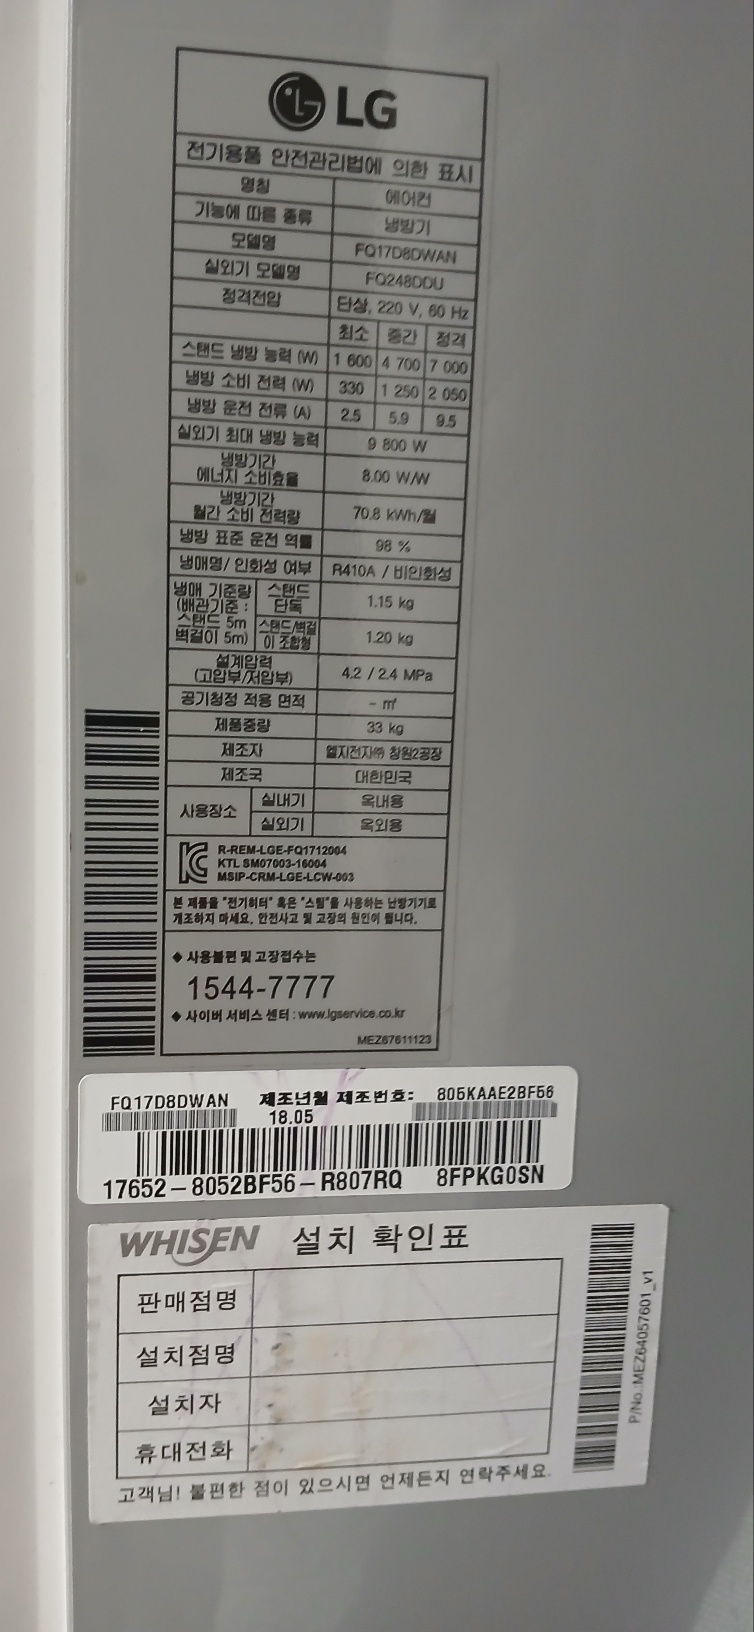 LG
전기용품 안전관리법에 의한 표시
명칭 에어컨
기능에 따른 종류 냉방기
모델명 FQ17D8DWAN
실외기 모델명 FQ248DDU
정격전압 단상, 220 V, 60 Hz
최소 중간 정격
스탠드 냉방 능력 (W) 1 600 4 700 7 000
냉방 소비 전력 (W) 330 1 250 2 050
냉방 운전 전류 (A) 2.5 5.9 9.5
실외기 최대 냉방 능력 9 800 W
냉방기간
에너지 소비효율 8.00 W/W
냉방기간
월간 소비 전력량 70.8 kWh/월
냉방 표준 운전 역률 98 %
냉매명/ 인화성 여부 R410A / 비인화성
냉매 기준량
(배관기준 :
스탠드 5m
벽걸이 5m)
스탠드
단독 1.15 kg
스탠드/벽걸
이 조합형 1.20 kg
설계압력
(고압부/저압부) 4.2 / 2.4 MPa
공기청정 적용 면적 - ㎡
제품중량 33 kg
제조자 엘지전자㈜ 창원2공장
제조국 대한민국
사용장소 실내기 옥내용
실외기 옥외용
R-REM-LGE-FQ1712004
KTL SM07003-16004
MSIP-CRM-LGE-LCW-003
본 제품을 "전기히터" 혹은 "스팀"을 사용하는 난방기기로
개조하지 마세요. 안전사고 및 고장의 원인이 됩니다.
◆ 사용불편 및 고장접수는
1544-7777
◆ 사이버 서비스 센터 : www.lgservice.co.kr
MEZ67611123
FQ17D8DWAN 제조년월 제조번호: 805KAAE2BF56
18.05
17652-8052BF56-R807RQ 8FPKG0SN
WHISEN 설치 확인표
판매점명
설치점명
설치자
휴대전화
고객님! 불편한 점이 있으시면 언제든지 연락주세요.
P/No.:MEZ64057601_v1